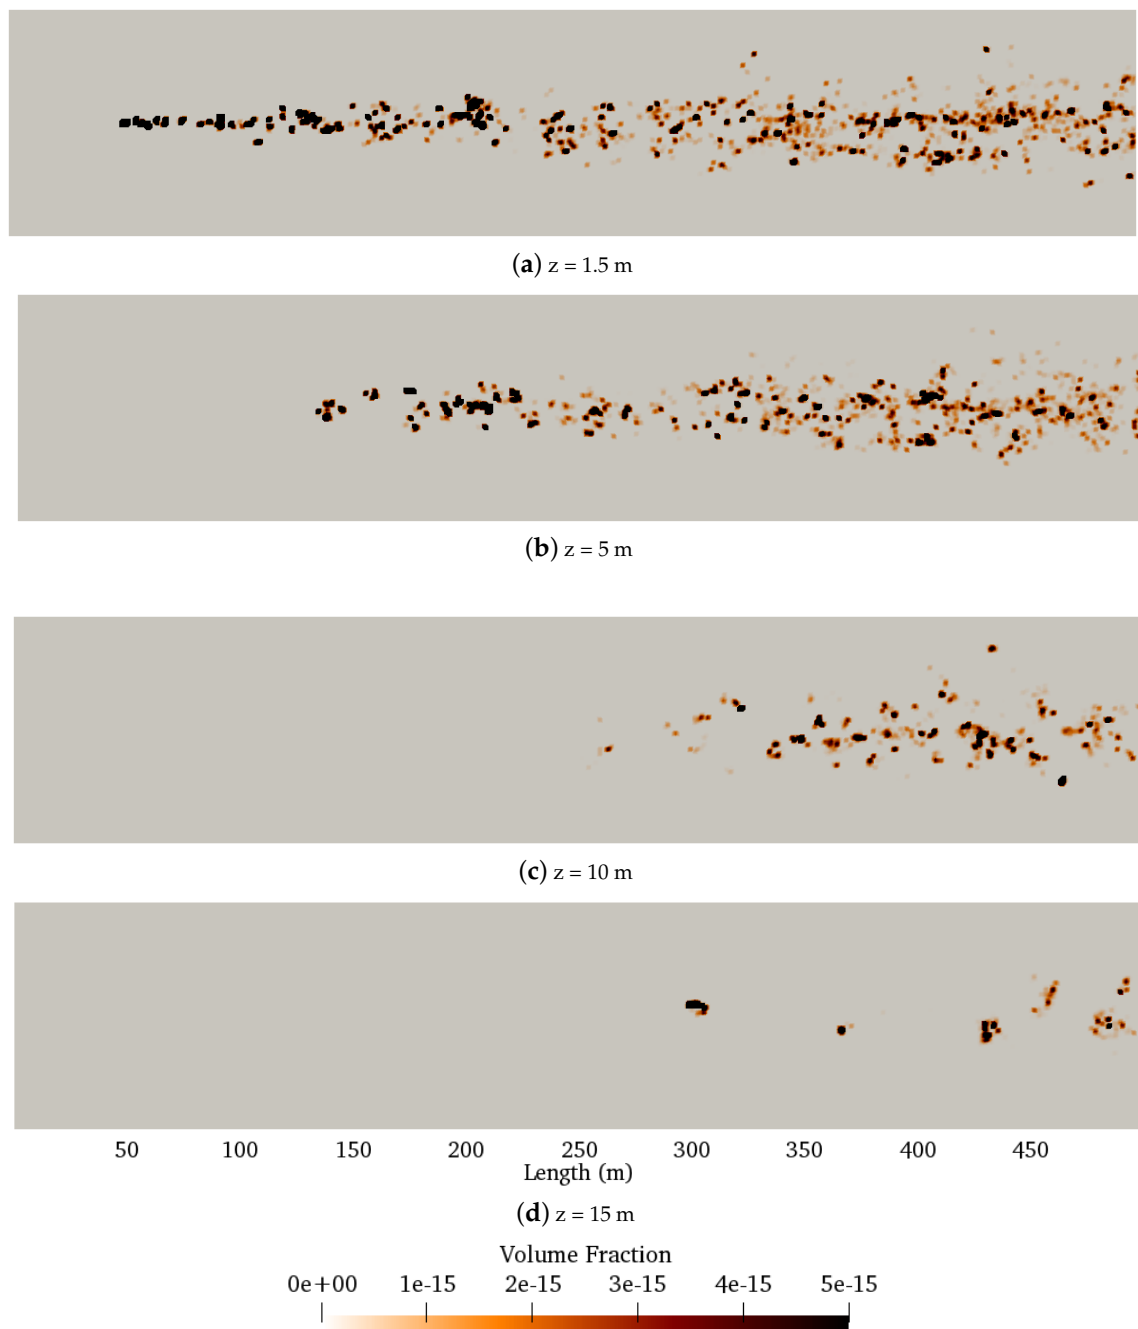 (a) z = 1.5 m
(b) z = 5 m
(c) z = 10 m
50 100 150 200 250 300 350 400 450
Length (m)
(d) z = 15 m
Volume Fraction
0e+00 1e-15 2e-15 3e-15 4e-15 5e-15